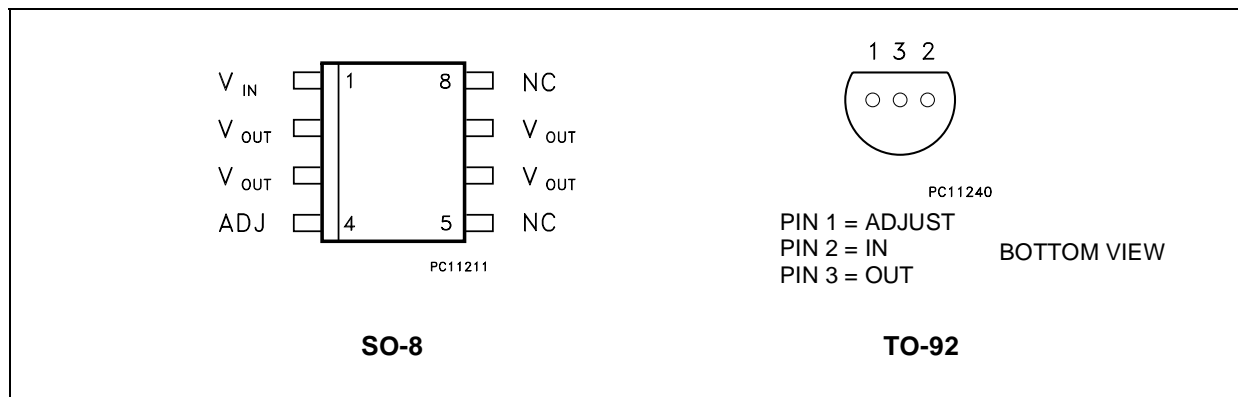 V IN 1 8 NC
V OUT V OUT
V OUT V OUT
ADJ 4 5 NC
PC11211
SO-8
1 3 2
PC11240
PIN 1 = ADJUST
PIN 2 = IN
PIN 3 = OUT
BOTTOM VIEW
TO-92